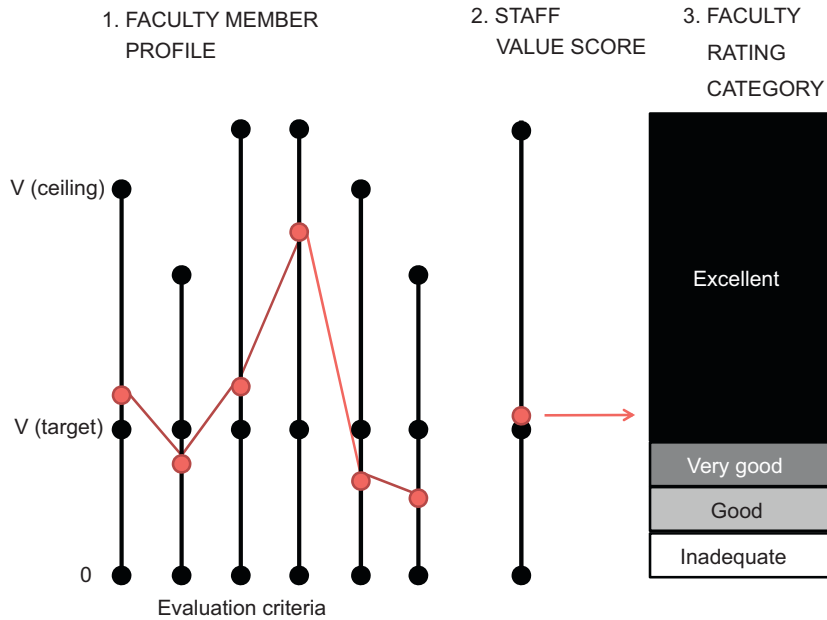 1. FACULTY MEMBER
PROFILE
2. STAFF
VALUE SCORE
3. FACULTY
RATING
CATEGORY
V (ceiling)
V (target)
0
Evaluation criteria
Excellent
Very good
Good
Inadequate